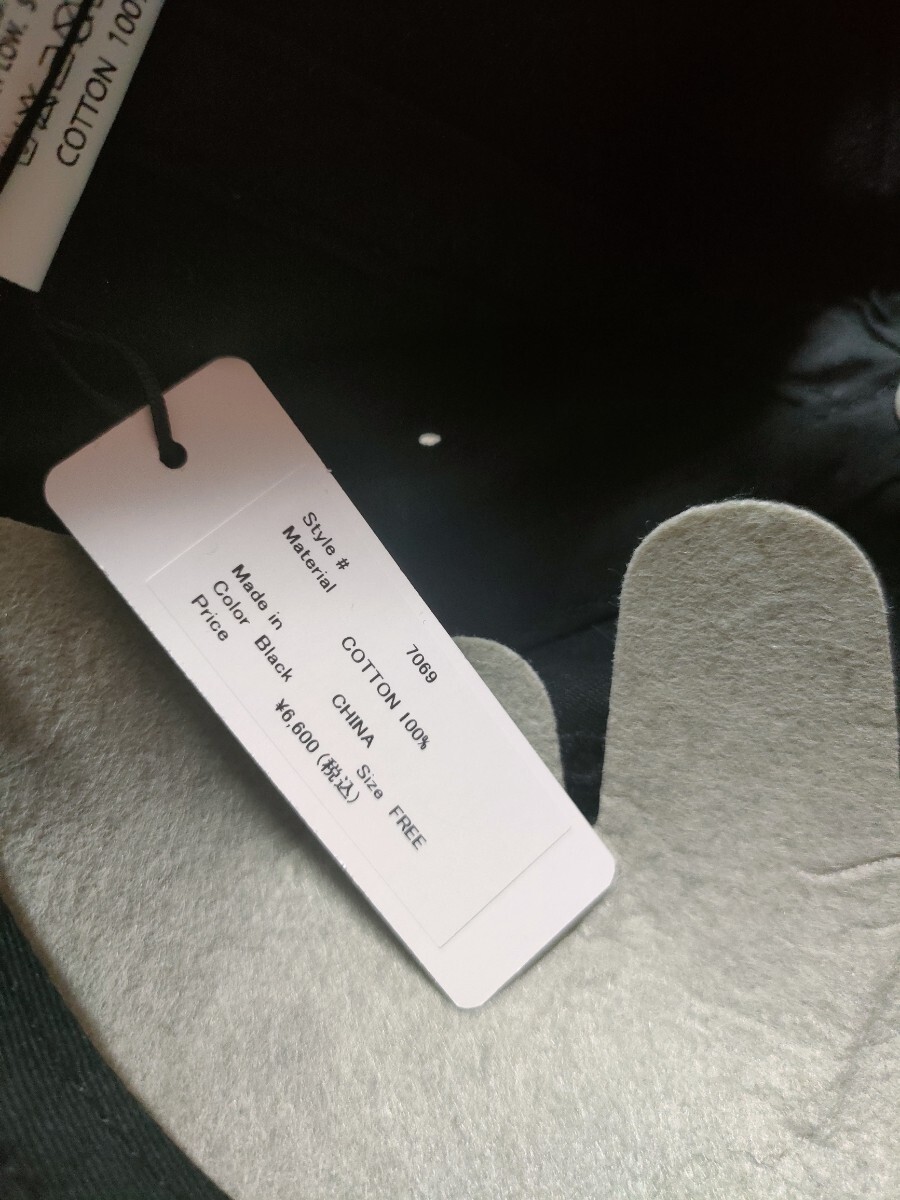 LOW.
COTTON 100%
Style # 7069
Material
COTTON 100%
Made in CHINA
Color Black Size FREE
Price ¥6,600(税込)